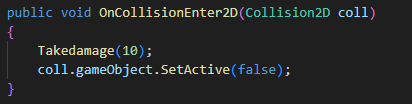 public void OnCollisionEnter2D(Collision2D coll)
{
    Takedamage(10);
    coll.gameObject.SetActive(false);
}